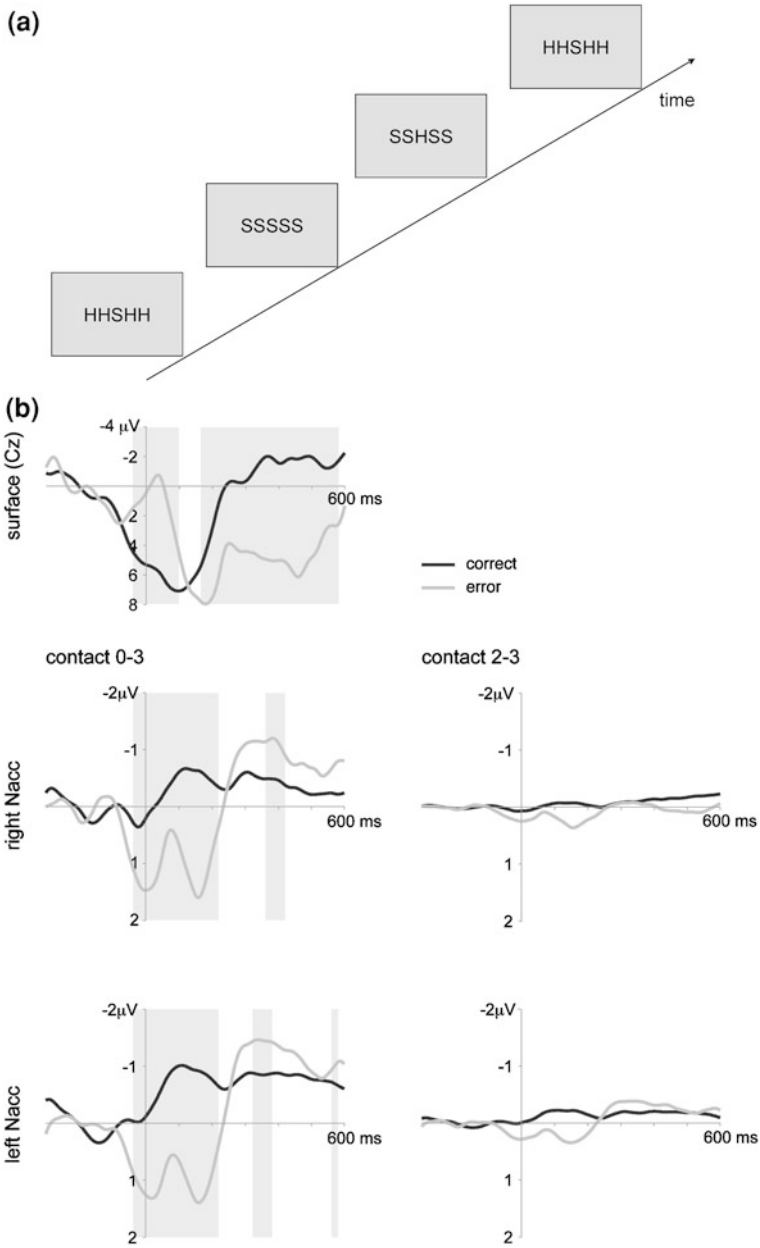 (a)
HHSHH
time
SSHSS
SSSSS
HHSHH
(b)
surface (Cz)
-4 μV
-2
2
4
6
8
600 ms
correct
error
contact 0-3
contact 2-3
right Nacc
-2μV
-1
1
2
600 ms
-2μV
-1
1
2
600 ms
left Nacc
-2μV
-1
1
2
600 ms
-2μV
-1
1
2
600 ms